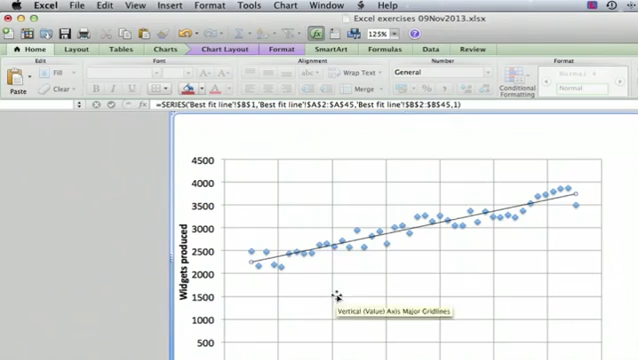 Excel File Edit View Insert Format Tools Chart Window Help
Excel exercises 09Nov2013.xlsx
125%
Home Layout Tables Charts Chart Layout Format SmartArt Formulas Data Review
Edit Font Alignment Number Format
Paste Clear B I U A Wrap Text Merge General % Conditional Formatting Normal
=SERIES('Best fit line'!$B$1,'Best fit line'!$A$2:$A$45,'Best fit line'!$B$2:$B$45,1)
4500
4000
3500
3000
2500
2000
1500
1000
500
Widgets produced
Vertical (Value) Axis Major Gridlines